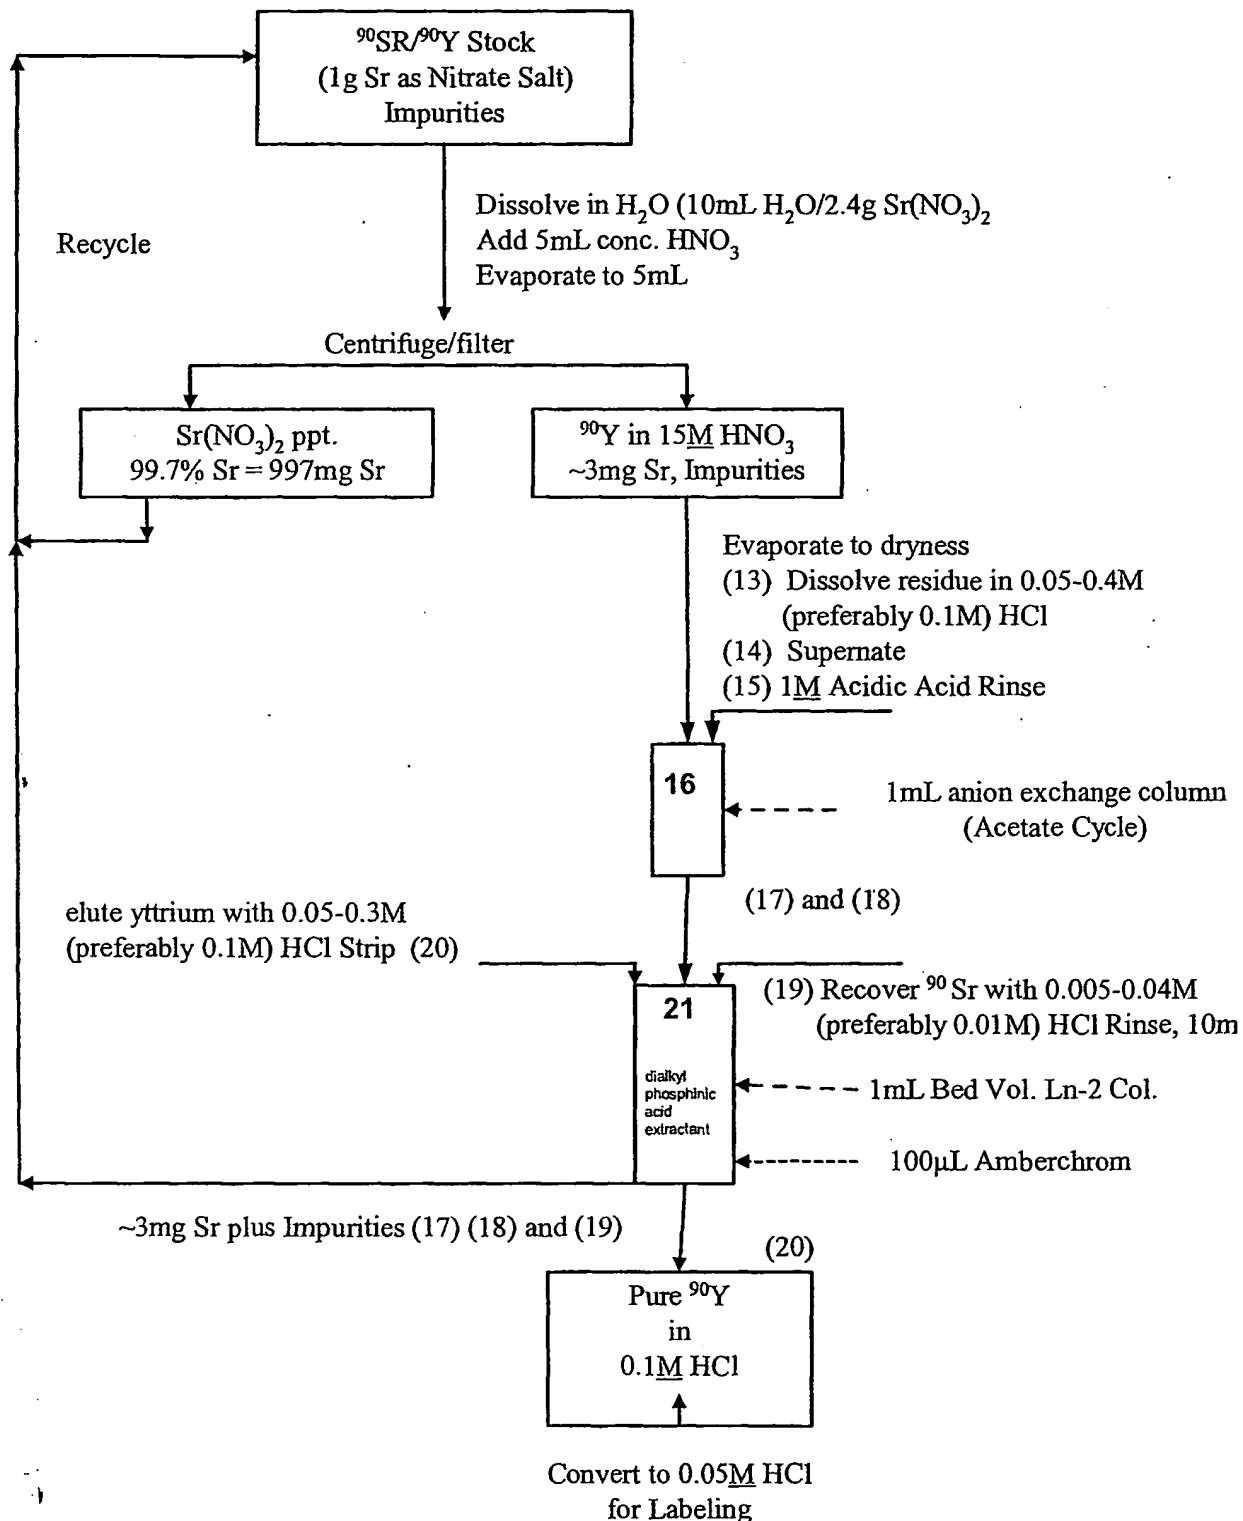 ⁹⁰SR/⁹⁰Y Stock
(1g Sr as Nitrate Salt)
Impurities
Dissolve in H₂O (10mL H₂O/2.4g Sr(NO₃)₂
Add 5mL conc. HNO₃
Evaporate to 5mL
Recycle
Centrifuge/filter
Sr(NO₃)₂ ppt.
99.7% Sr = 997mg Sr
⁹⁰Y in 15M HNO₃
~3mg Sr, Impurities
Evaporate to dryness
(13) Dissolve residue in 0.05-0.4M
(preferably 0.1M) HCl
(14) Supernate
(15) 1M Acidic Acid Rinse
16
1mL anion exchange column
(Acetate Cycle)
(17) and (18)
elute yttrium with 0.05-0.3M
(preferably 0.1M) HCl Strip (20)
(19) Recover ⁹⁰ Sr with 0.005-0.04M
(preferably 0.01M) HCl Rinse, 10m
21
dialkyl
phosphinic
acid
extractant
1mL Bed Vol. Ln-2 Col.
100μL Amberchrom
~3mg Sr plus Impurities (17) (18) and (19)
(20)
Pure ⁹⁰Y
in
0.1M HCl
Convert to 0.05M HCl
for Labeling